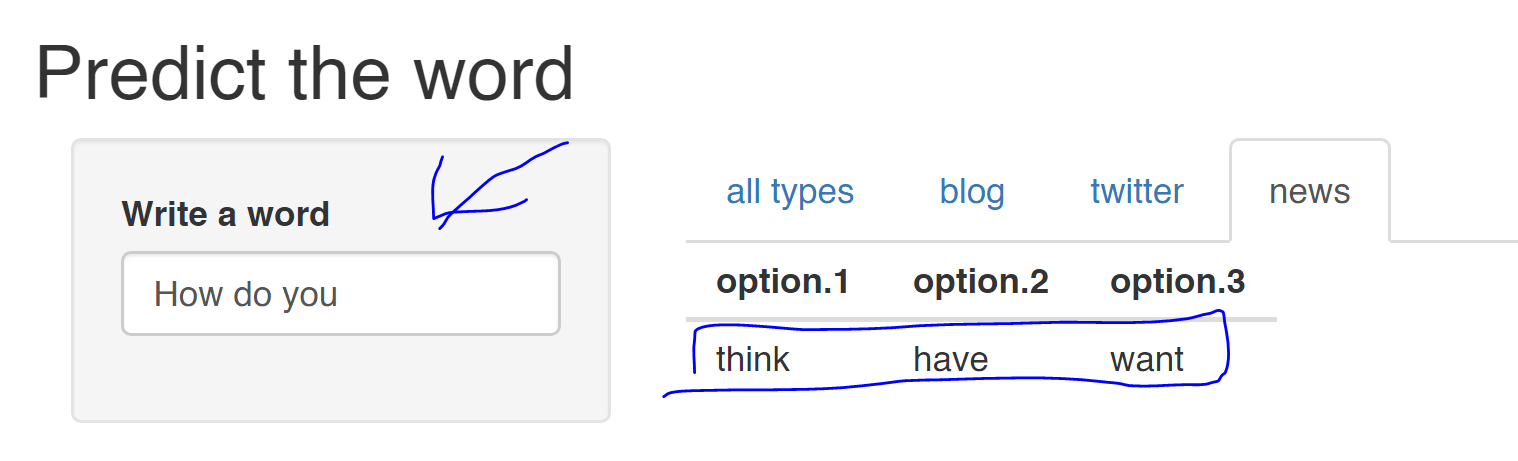 Predict the word
Write a word
How do you
all types blog twitter news
option.1 option.2 option.3
think have want